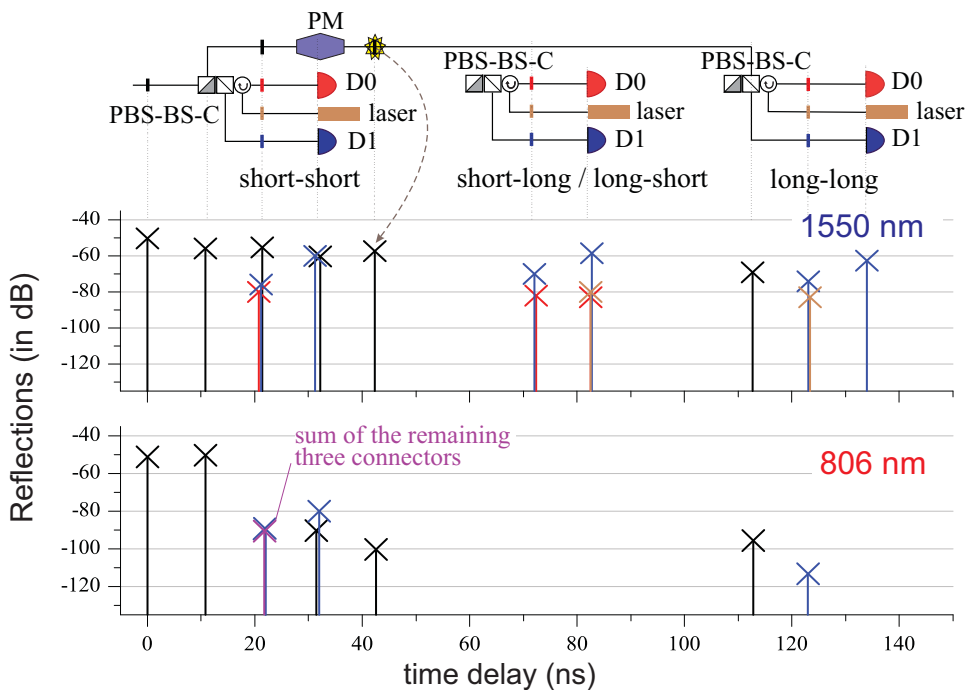 PM
PBS-BS-C
D0
laser
D1
short-short
PBS-BS-C
D0
laser
D1
short-long / long-short
PBS-BS-C
D0
laser
D1
long-long
Reflections (in dB)
-40
-60
-80
-100
-120
1550 nm
-40
-60
-80
-100
-120
sum of the remaining
three connectors
806 nm
0 20 40 60 80 100 120 140
time delay (ns)